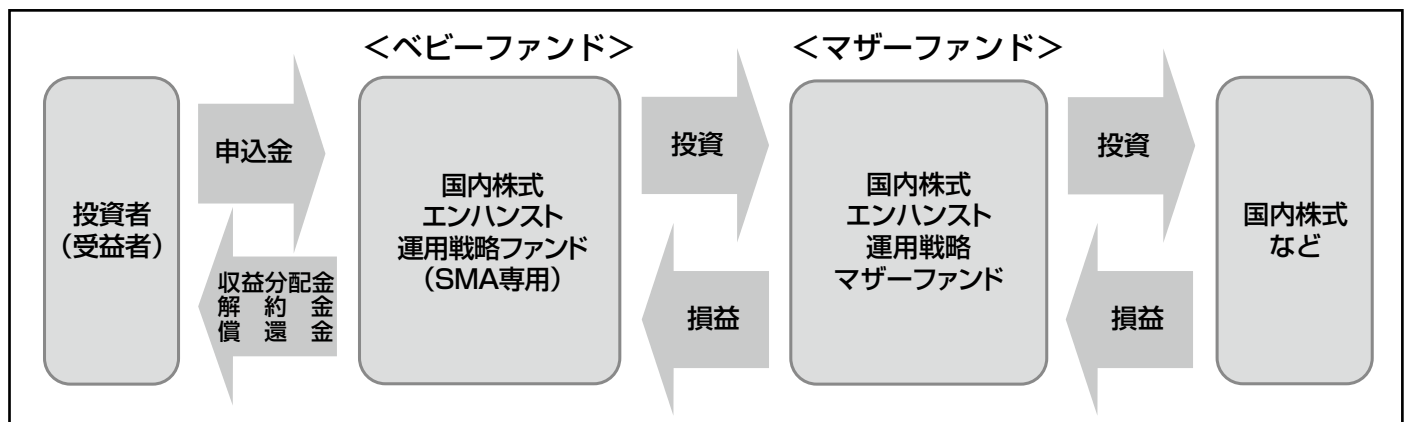 ＜ベビーファンド＞
＜マザーファンド＞
投資者
（受益者）
申込金
収益分配金
解約金
償還金
国内株式
エンハンスト
運用戦略ファンド
（SMA専用）
投資
損益
国内株式
エンハンスト
運用戦略
マザーファンド
投資
損益
国内株式
など